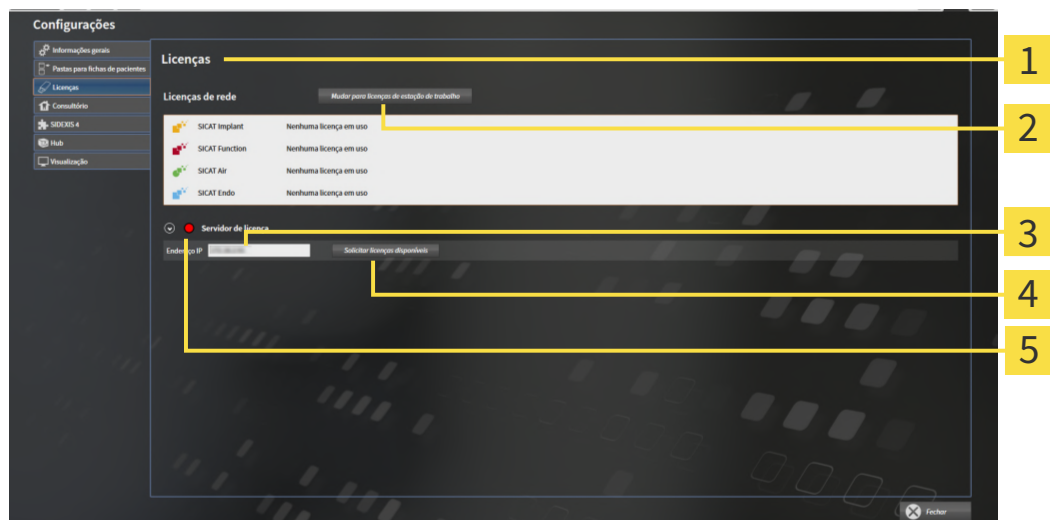 Configurações
Informações gerais
Pastas para fichas de pacientes
Licenças
Consultório
SIDEXIS 4
Hub
Visualização
Licenças
Licenças de rede
Mudar para licenças de estação de trabalho
SICAT Implant Nenhuma licença em uso
SICAT Function Nenhuma licença em uso
SICAT Air Nenhuma licença em uso
SICAT Endo Nenhuma licença em uso
Servidor de licença
Endereço IP
Solicitar licenças disponíveis
Fechar
1
2
3
4
5